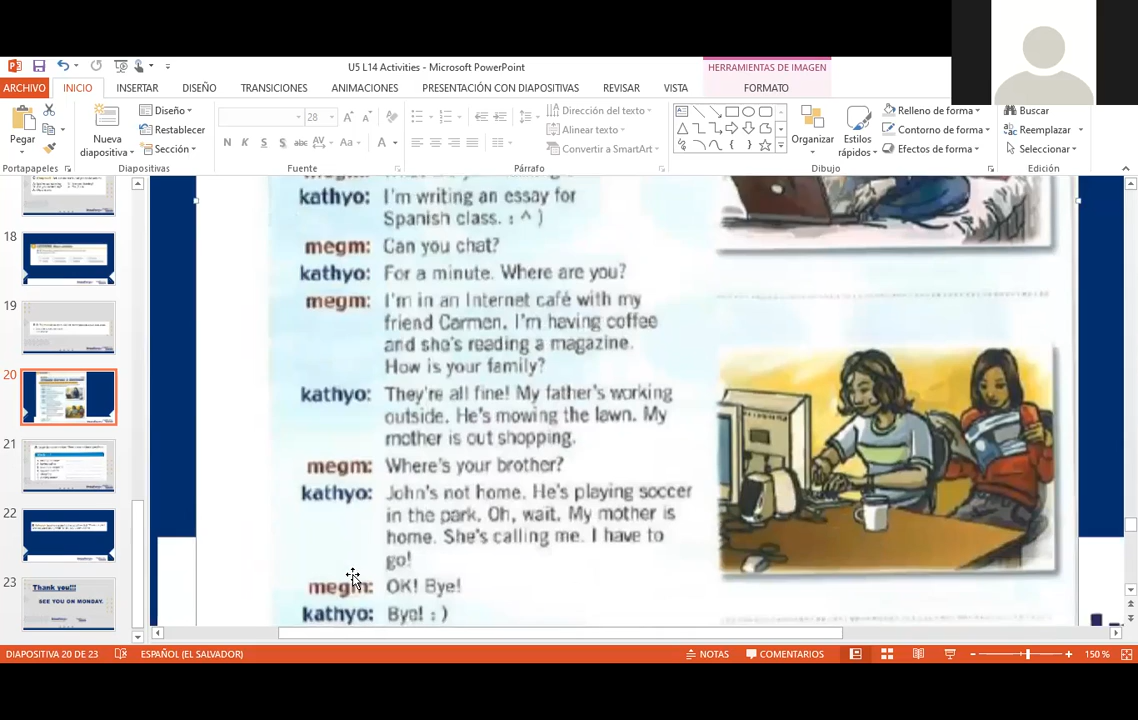 U5 L14 Activities - Microsoft PowerPoint
HERRAMIENTAS DE IMAGEN
ARCHIVO INICIO INSERTAR DISEÑO TRANSICIONES ANIMACIONES PRESENTACIÓN CON DIAPOSITIVAS REVISAR VISTA FORMATO
Pegar
Nueva diapositiva
Diseño
Restablecer
Sección
28
N K S S abc AV Aa A
Dirección del texto
Alinear texto
Convertir a SmartArt
Organizar
Estilos rápidos
Relleno de forma
Contorno de forma
Efectos de forma
Buscar
Reemplazar
Seleccionar
Portapapeles Diapositivas Fuente Párrafo Dibujo Edición
kathyo: I'm writing an essay for
Spanish class. : ^ )
megm: Can you chat?
kathyo: For a minute. Where are you?
megm: I'm in an Internet café with my
friend Carmen. I'm having coffee
and she's reading a magazine.
How is your family?
kathyo: They're all fine! My father's working
outside. He's mowing the lawn. My
mother is out shopping.
megm: Where's your brother?
kathyo: John's not home. He's playing soccer
in the park. Oh, wait. My mother is
home. She's calling me. I have to
go!
megm: OK! Bye!
kathyo: Bye! : )
18
19
20
21
22
23
Thank you!!!
SEE YOU ON MONDAY.
DIAPOSITIVA 20 DE 23 ESPAÑOL (EL SALVADOR) NOTAS COMENTARIOS 150 %